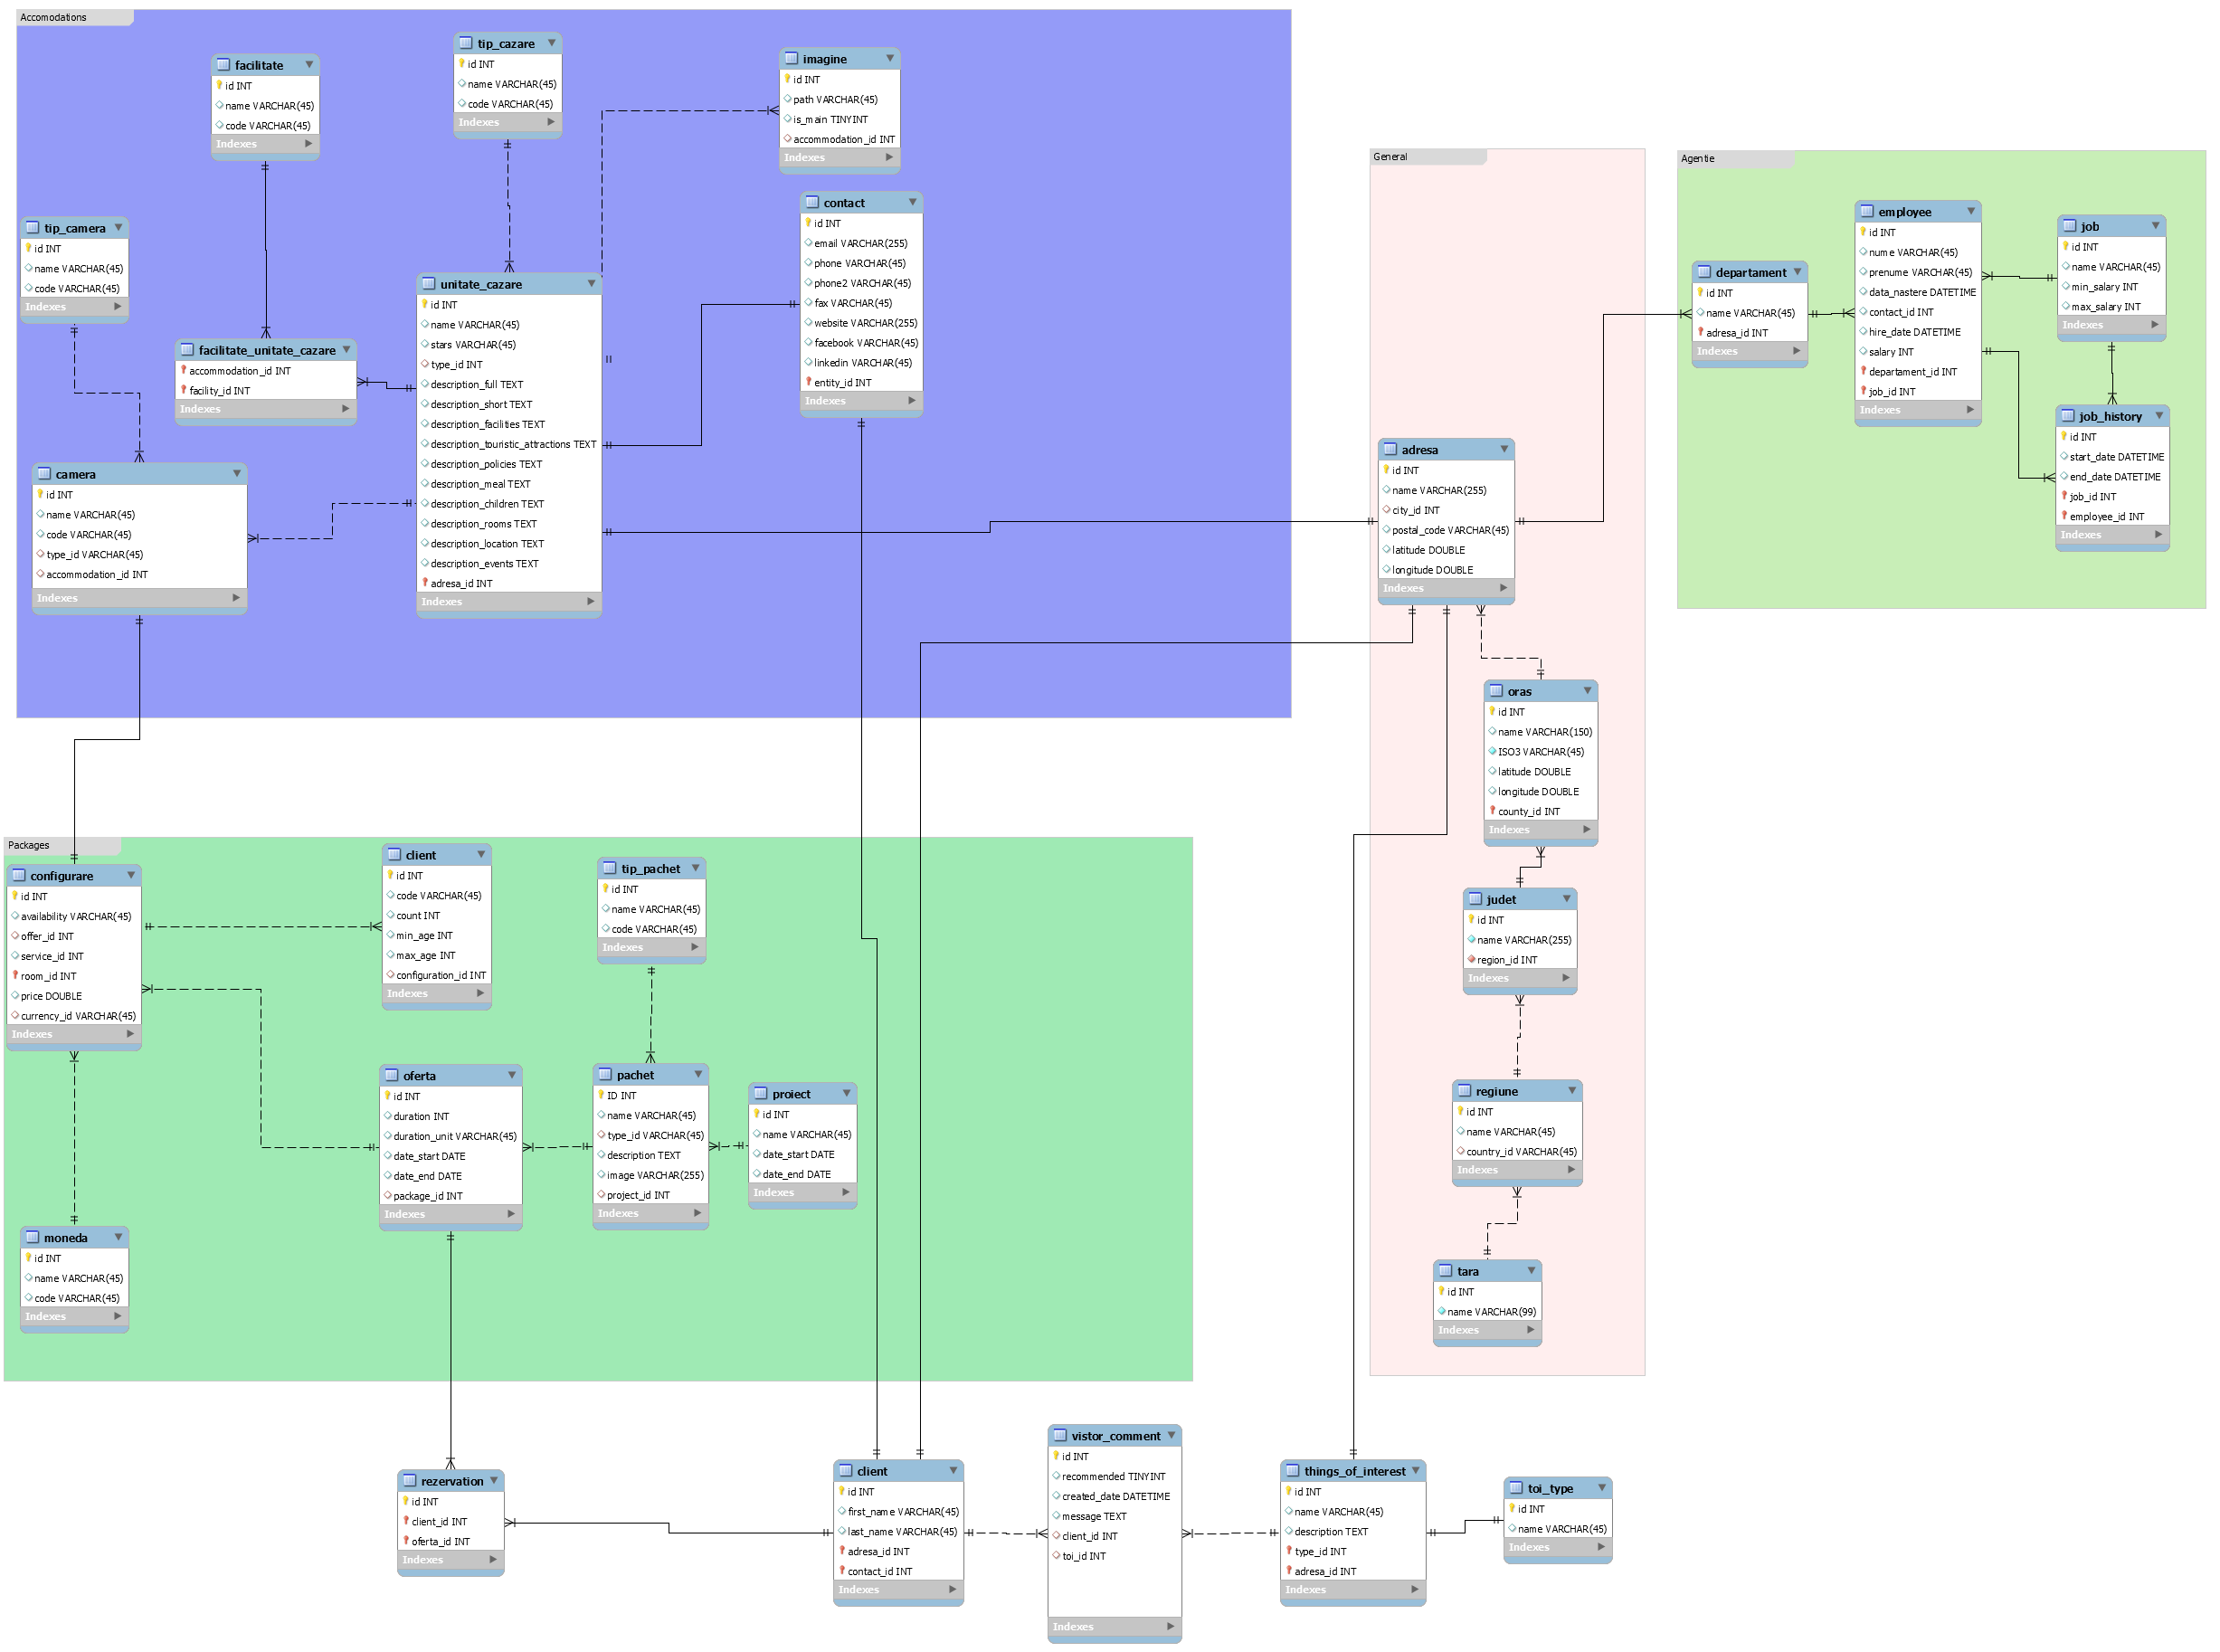 Accomodations
facilitate
id INT
name VARCHAR(45)
code VARCHAR(45)
Indexes
tip_cazare
id INT
name VARCHAR(45)
code VARCHAR(45)
Indexes
imagine
id INT
path VARCHAR(45)
is_main TINYINT
accommodation_id INT
Indexes
tip_camera
id INT
name VARCHAR(45)
code VARCHAR(45)
Indexes
facilitate_unitate_cazare
accommodation_id INT
facility_id INT
Indexes
unitate_cazare
id INT
name VARCHAR(45)
stars VARCHAR(45)
type_id INT
description_full TEXT
description_short TEXT
description_facilities TEXT
description_touristic_attractions TEXT
description_policies TEXT
description_meal TEXT
description_children TEXT
description_rooms TEXT
description_location TEXT
description_events TEXT
adresa_id INT
Indexes
contact
id INT
email VARCHAR(255)
phone VARCHAR(45)
phone2 VARCHAR(45)
fax VARCHAR(45)
website VARCHAR(255)
facebook VARCHAR(45)
linkedin VARCHAR(45)
entity_id INT
Indexes
camera
id INT
name VARCHAR(45)
code VARCHAR(45)
type_id VARCHAR(45)
accommodation_id INT
Indexes
General
adresa
id INT
name VARCHAR(255)
city_id INT
postal_code VARCHAR(45)
latitude DOUBLE
longitude DOUBLE
Indexes
oras
id INT
name VARCHAR(150)
ISO3 VARCHAR(45)
latitude DOUBLE
longitude DOUBLE
county_id INT
Indexes
judet
id INT
name VARCHAR(255)
region_id INT
Indexes
regiune
id INT
name VARCHAR(45)
country_id VARCHAR(45)
Indexes
tara
id INT
name VARCHAR(99)
Indexes
Agentie
departament
id INT
name VARCHAR(45)
adresa_id INT
Indexes
employee
id INT
nume VARCHAR(45)
prenume VARCHAR(45)
data_nastere DATETIME
contact_id INT
hire_date DATETIME
salary INT
departament_id INT
job_id INT
Indexes
job
id INT
name VARCHAR(45)
min_salary INT
max_salary INT
Indexes
job_history
id INT
start_date DATETIME
end_date DATETIME
job_id INT
employee_id INT
Indexes
Packages
configurare
id INT
availability VARCHAR(45)
offer_id INT
service_id INT
room_id INT
price DOUBLE
currency_id VARCHAR(45)
Indexes
client
id INT
code VARCHAR(45)
count INT
min_age INT
max_age INT
configuration_id INT
Indexes
tip_pachet
id INT
name VARCHAR(45)
code VARCHAR(45)
Indexes
oferta
id INT
duration INT
duration_unit VARCHAR(45)
date_start DATE
date_end DATE
package_id INT
Indexes
pachet
ID INT
name VARCHAR(45)
type_id VARCHAR(45)
description TEXT
image VARCHAR(255)
project_id INT
Indexes
proiect
id INT
name VARCHAR(45)
date_start DATE
date_end DATE
Indexes
moneda
id INT
name VARCHAR(45)
code VARCHAR(45)
Indexes
rezervation
id INT
client_id INT
oferta_id INT
Indexes
client
id INT
first_name VARCHAR(45)
last_name VARCHAR(45)
adresa_id INT
contact_id INT
Indexes
vistor_comment
id INT
recommended TINYINT
created_date DATETIME
message TEXT
client_id INT
toi_id INT
Indexes
things_of_interest
id INT
name VARCHAR(45)
description TEXT
type_id INT
adresa_id INT
Indexes
toi_type
id INT
name VARCHAR(45)
Indexes